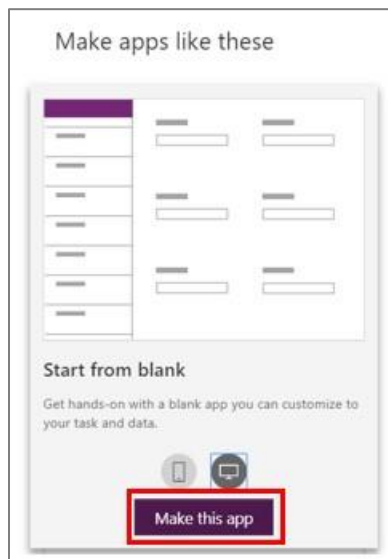 Make apps like these
Start from blank
Get hands-on with a blank app you can customize to
your task and data.
Make this app